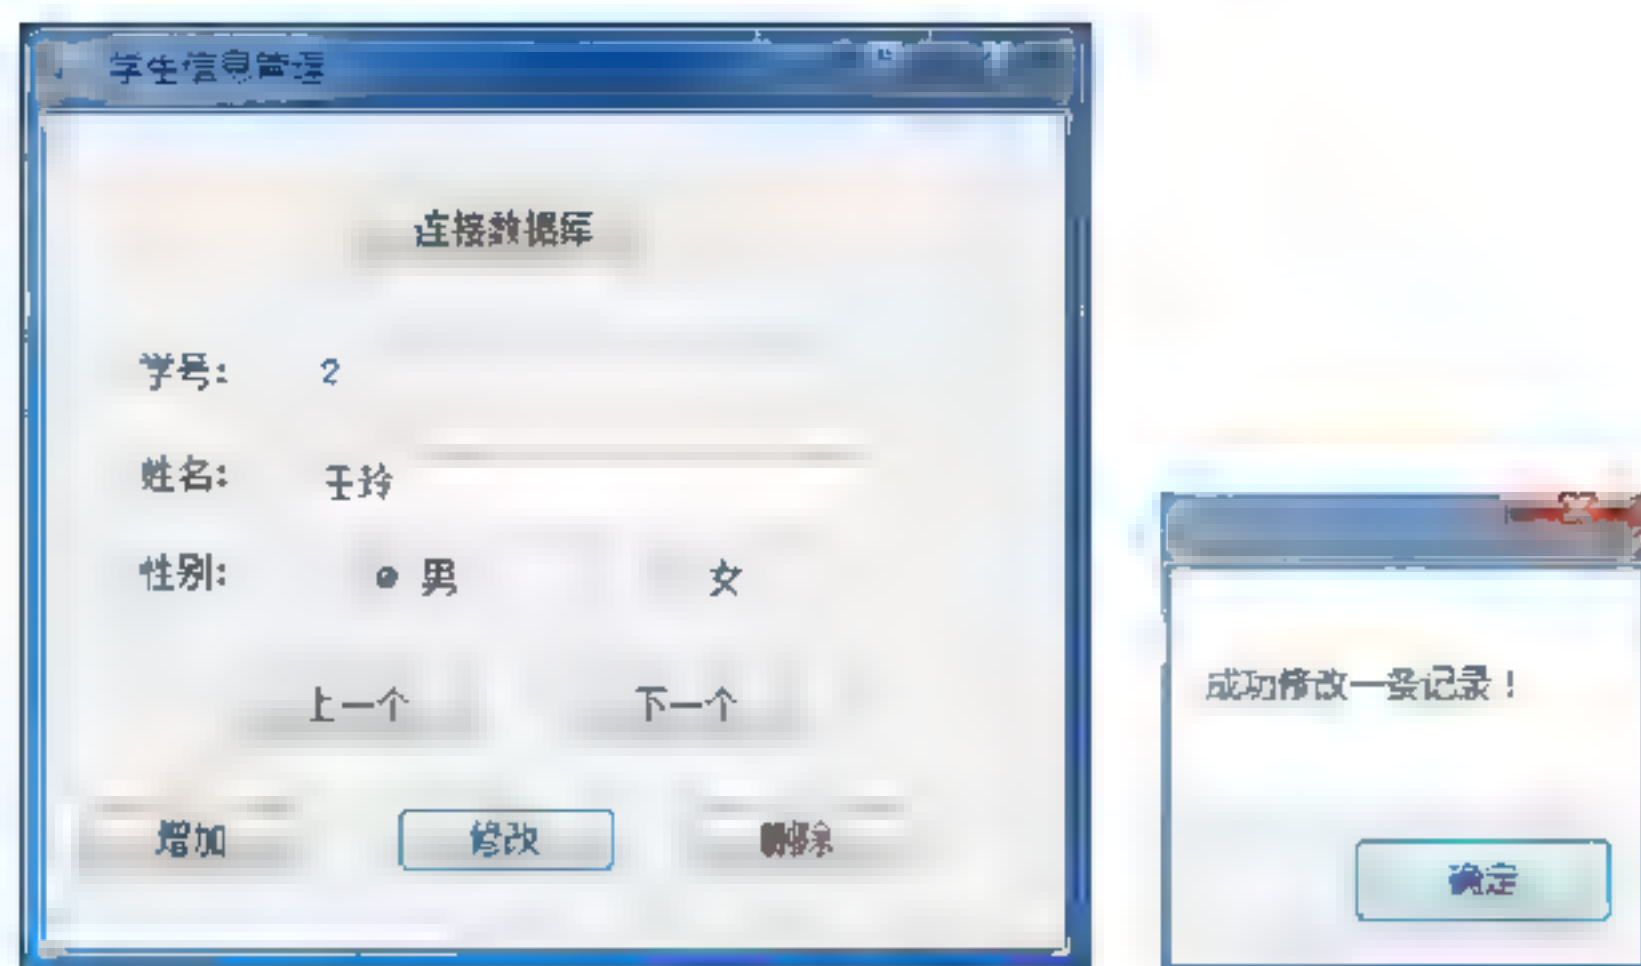 学生信息管理
连接数据库
学号: 2
姓名: 王玲
性别: 男 女
上一个 下一个
增加 修改 删除
成功修改一条记录!
确定